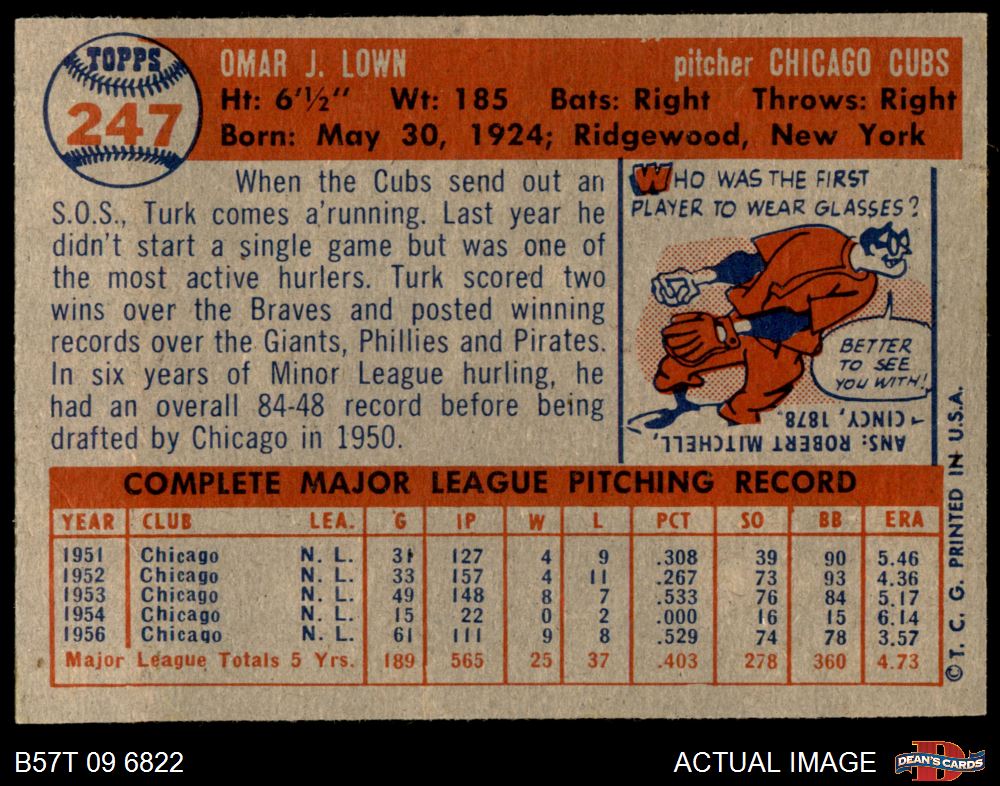 TOPPS
247
OMAR J. LOWN pitcher CHICAGO CUBS
Ht: 6'1/2" Wt: 185 Bats: Right Throws: Right
Born: May 30, 1924; Ridgewood, New York
When the Cubs send out an
S.O.S., Turk comes a'running. Last year he
didn't start a single game but was one of
the most active hurlers. Turk scored two
wins over the Braves and posted winning
records over the Giants, Phillies and Pirates.
In six years of Minor League hurling, he
had an overall 84-48 record before being
drafted by Chicago in 1950.
WHO WAS THE FIRST
PLAYER TO WEAR GLASSES?
BETTER
TO SEE
YOU WITH!
ANS: ROBERT MITCHELL,
- CINCY, 1878.
COMPLETE MAJOR LEAGUE PITCHING RECORD
YEAR CLUB LEA. G IP W L PCT SO BB ERA
1951 Chicago N. L. 31 127 4 9 .308 39 90 5.46
1952 Chicago N. L. 33 157 4 11 .267 73 93 4.36
1953 Chicago N. L. 49 148 8 7 .533 76 84 5.17
1954 Chicago N. L. 15 22 0 2 .000 16 15 6.14
1956 Chicago N. L. 61 111 9 8 .529 74 78 3.57
Major League Totals 5 Yrs. 189 565 25 37 .403 278 360 4.73
© T. C. G. PRINTED IN U.S.A.
B57T 09 6822 ACTUAL IMAGE
D
DEAN'S CARDS